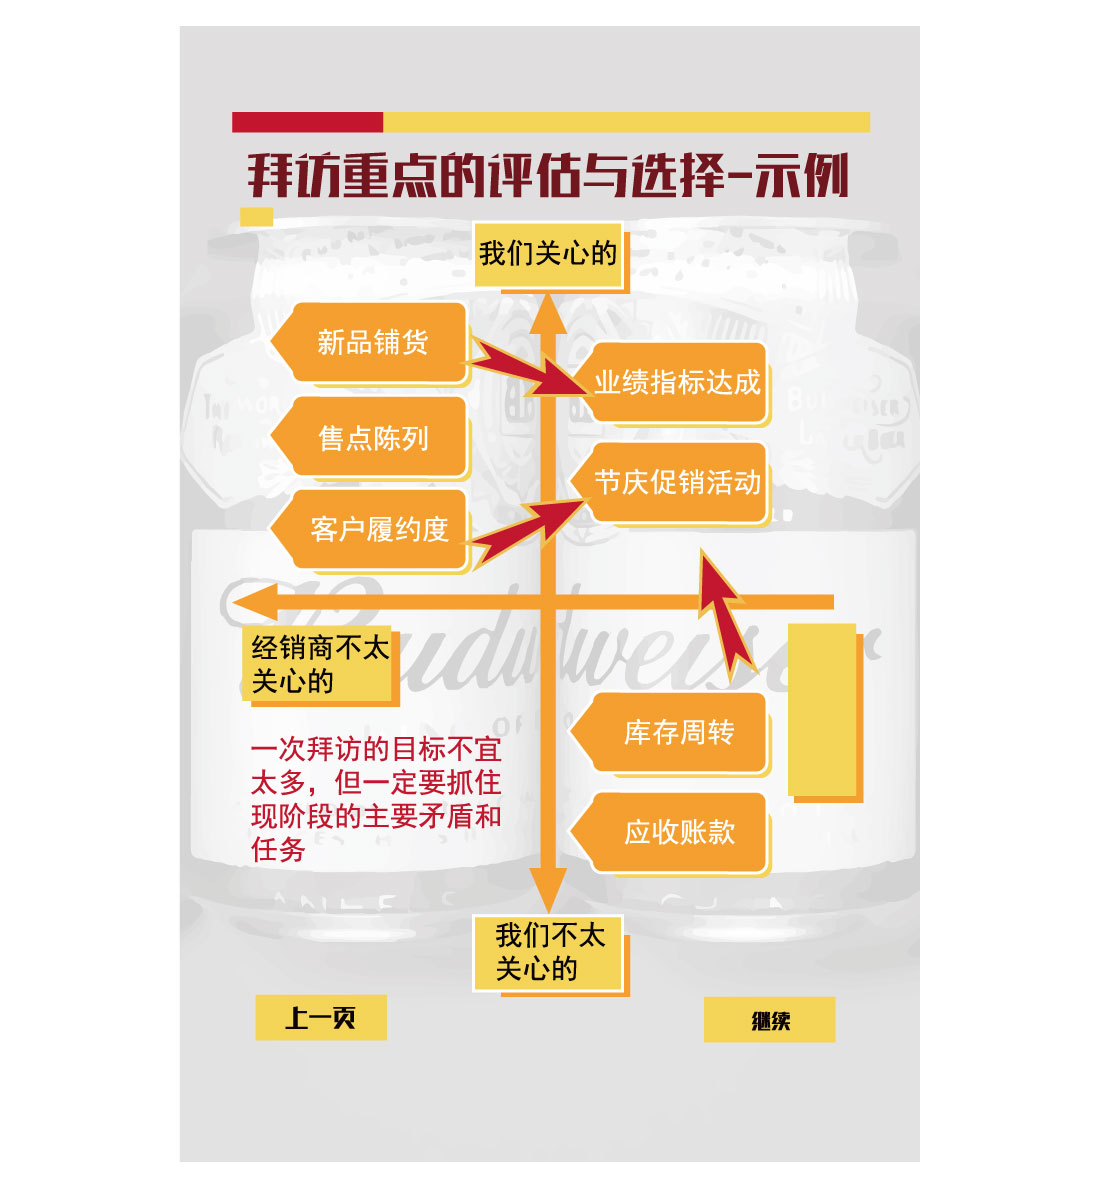 拜访重点的评估与选择-示例
我们关心的
新品铺货
业绩指标达成
售点陈列
节庆促销活动
客户履约度
Budweiser
经销商不太
关心的
一次拜访的目标不宜
太多，但一定要抓住
现阶段的主要矛盾和
任务
库存周转
应收账款
我们不太
关心的
上一页
继续